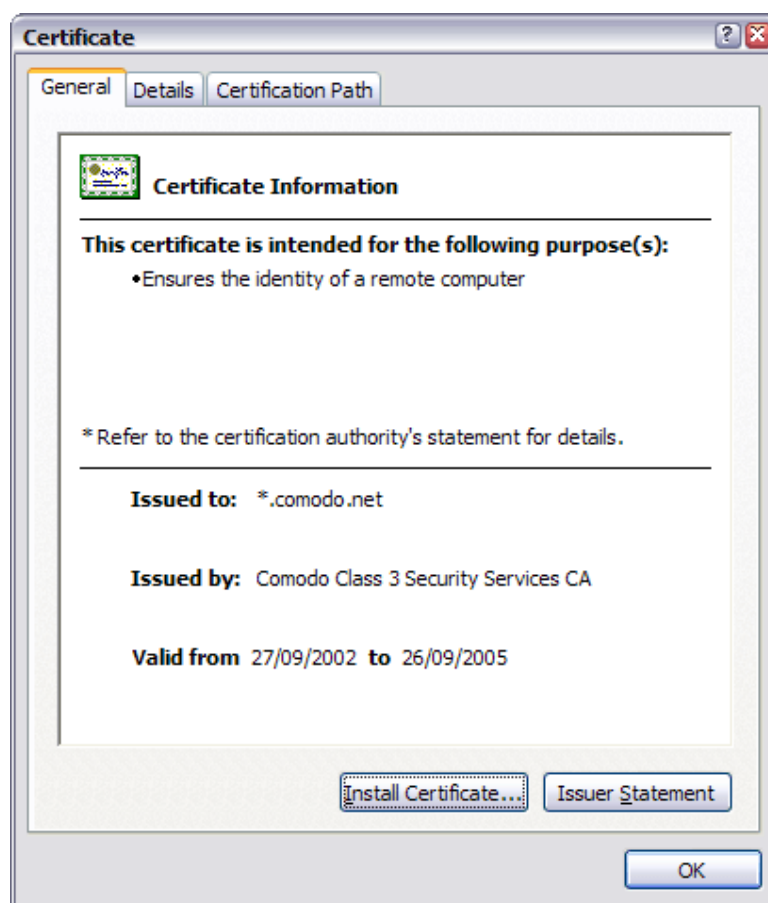 Certificate
General Details Certification Path
Certificate Information
This certificate is intended for the following purpose(s):
•Ensures the identity of a remote computer
* Refer to the certification authority's statement for details.
Issued to: *.comodo.net
Issued by: Comodo Class 3 Security Services CA
Valid from 27/09/2002 to 26/09/2005
Install Certificate... Issuer Statement
OK